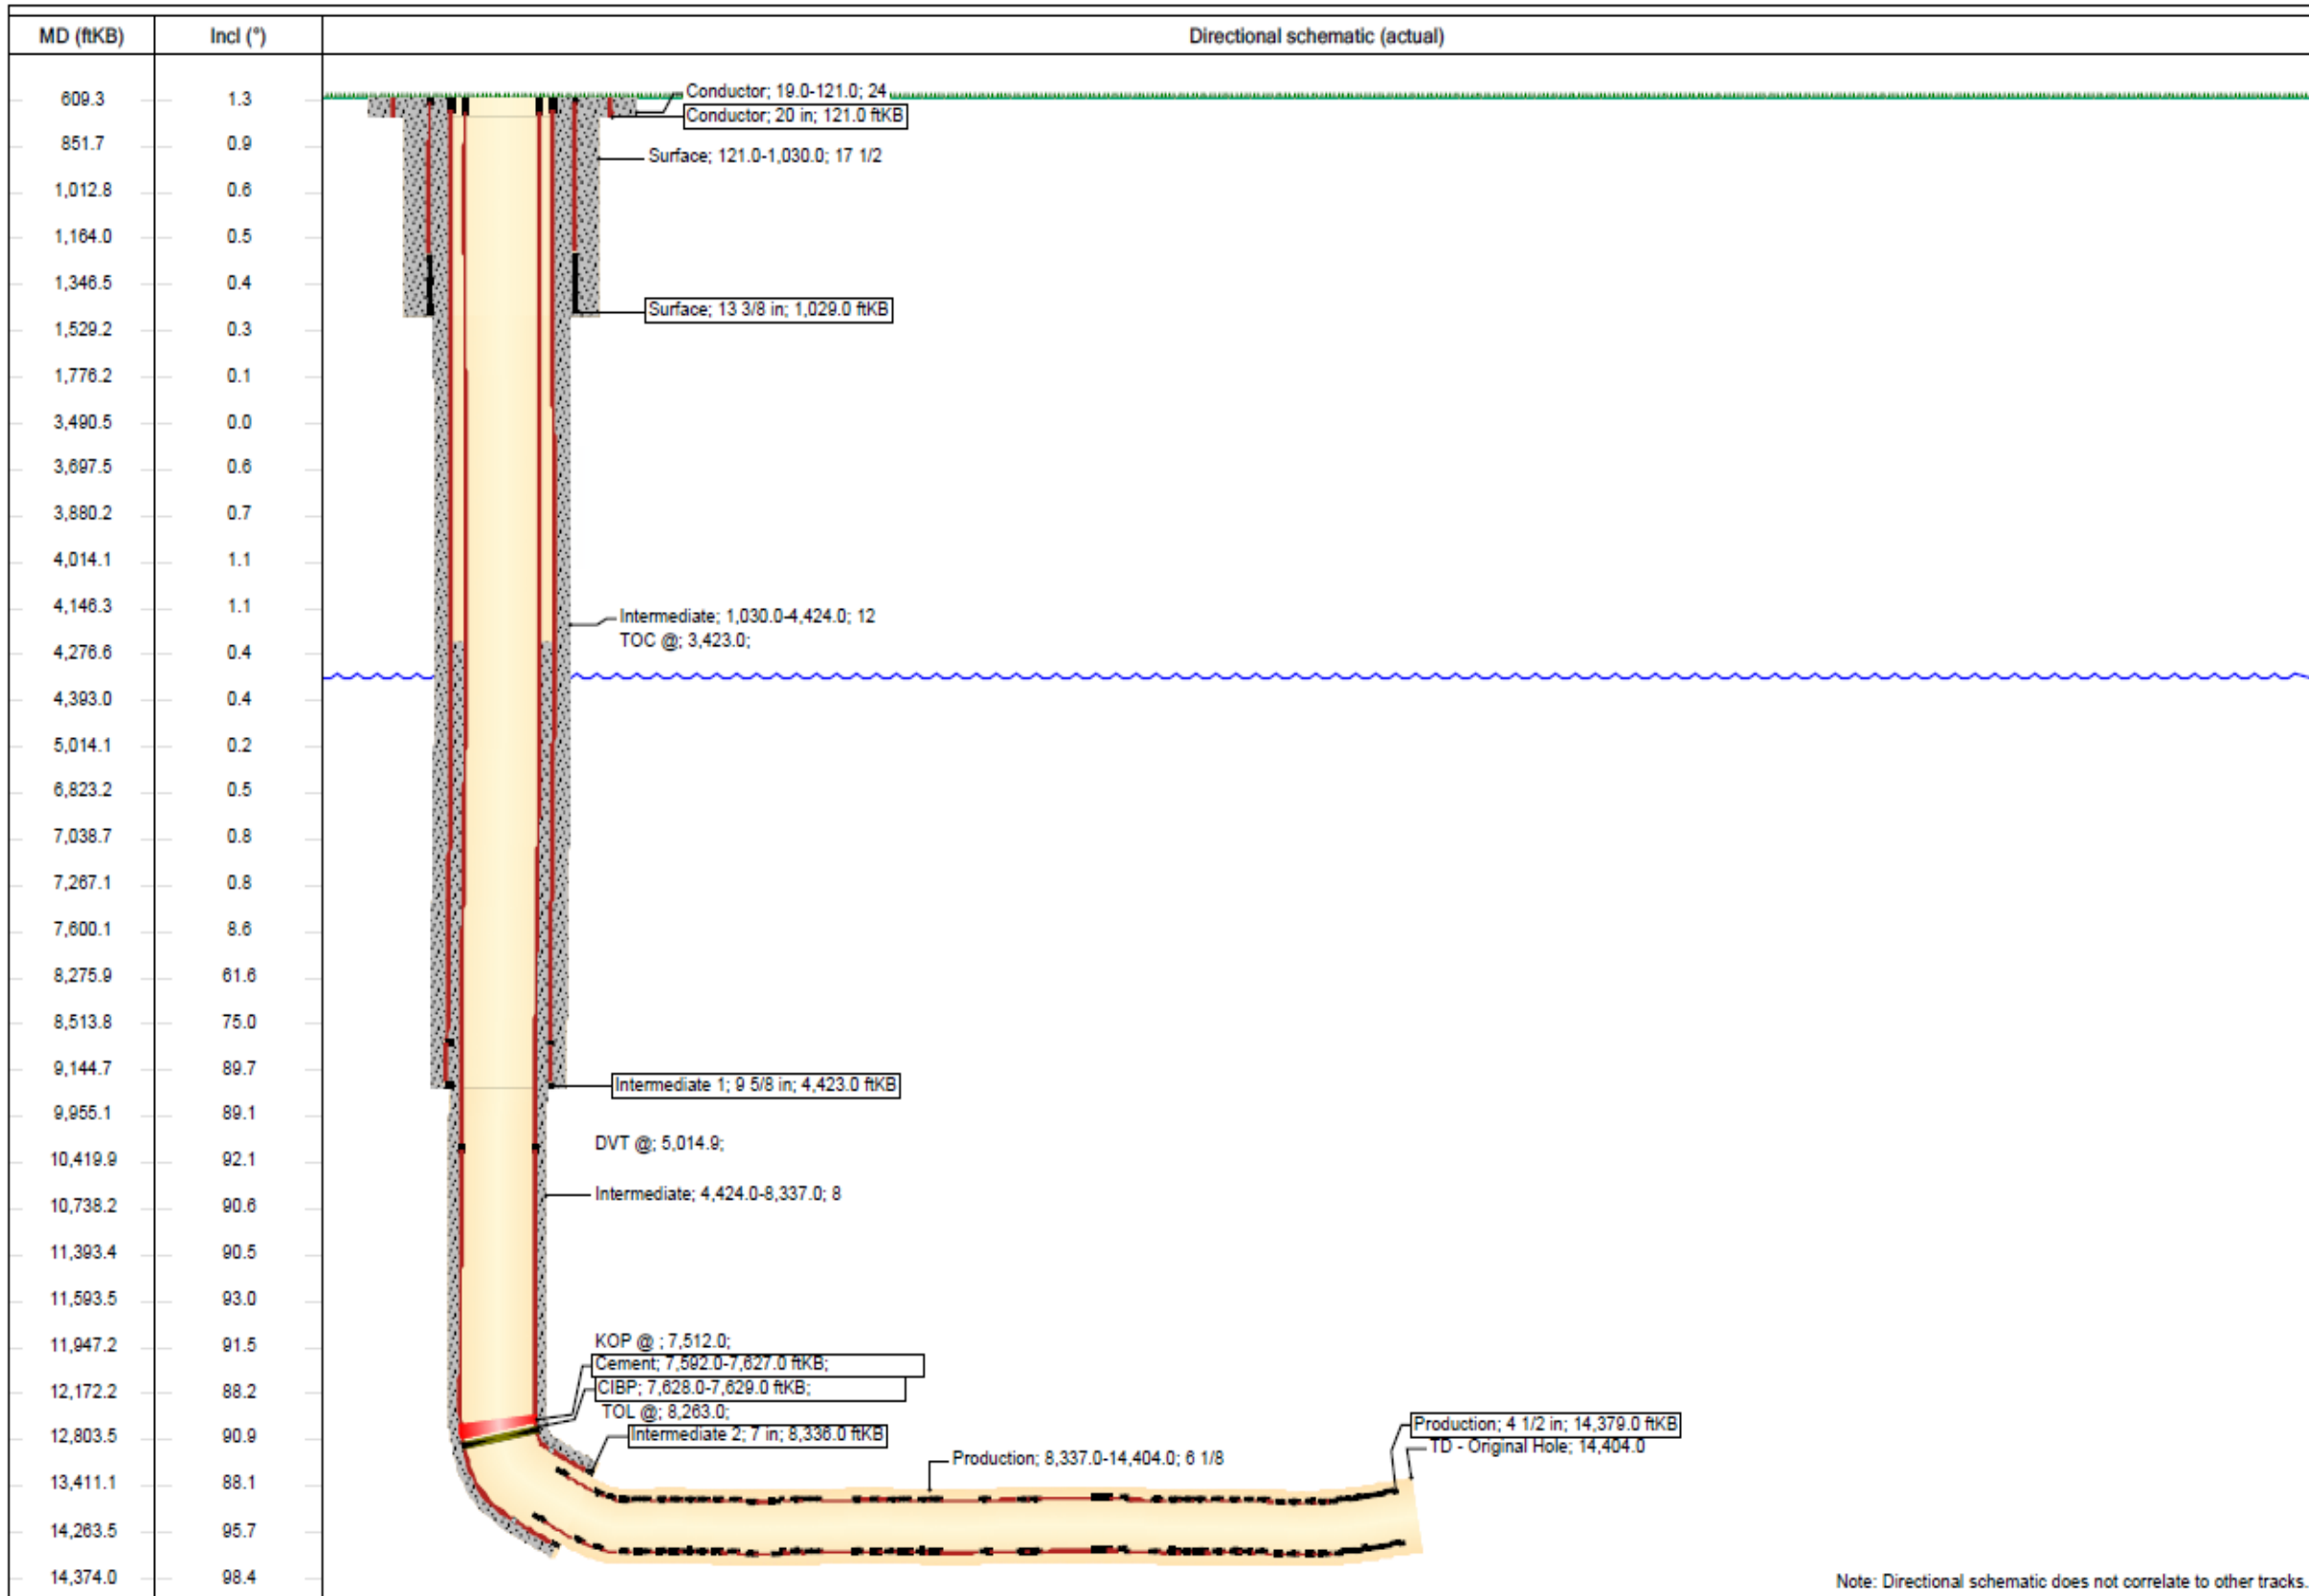 MD (ftKB) Incl (°) Directional schematic (actual)
609.3 1.3
851.7 0.9
1,012.8 0.6
1,164.0 0.5
1,346.5 0.4
1,529.2 0.3
1,776.2 0.1
3,490.5 0.0
3,697.5 0.6
3,880.2 0.7
4,014.1 1.1
4,146.3 1.1
4,276.6 0.4
4,393.0 0.4
5,014.1 0.2
6,823.2 0.5
7,038.7 0.8
7,267.1 0.8
7,600.1 8.6
8,275.9 61.6
8,513.8 75.0
9,144.7 89.7
9,955.1 89.1
10,419.9 92.1
10,738.2 90.6
11,393.4 90.5
11,593.5 93.0
11,947.2 91.5
12,172.2 88.2
12,803.5 90.9
13,411.1 88.1
14,263.5 95.7
14,374.0 98.4
Conductor; 19.0-121.0; 24
Conductor; 20 in; 121.0 ftKB
Surface; 121.0-1,030.0; 17 1/2
Surface; 13 3/8 in; 1,029.0 ftKB
Intermediate; 1,030.0-4,424.0; 12
TOC @; 3,423.0;
Intermediate 1; 9 5/8 in; 4,423.0 ftKB
DVT @; 5,014.9;
Intermediate; 4,424.0-8,337.0; 8
KOP @ ; 7,512.0;
Cement; 7,592.0-7,627.0 ftKB;
CIBP; 7,628.0-7,629.0 ftKB;
TOL @; 8,263.0;
Intermediate 2; 7 in; 8,336.0 ftKB
Production; 4 1/2 in; 14,379.0 ftKB
TD - Original Hole; 14,404.0
Production; 8,337.0-14,404.0; 6 1/8
Note: Directional schematic does not correlate to other tracks.